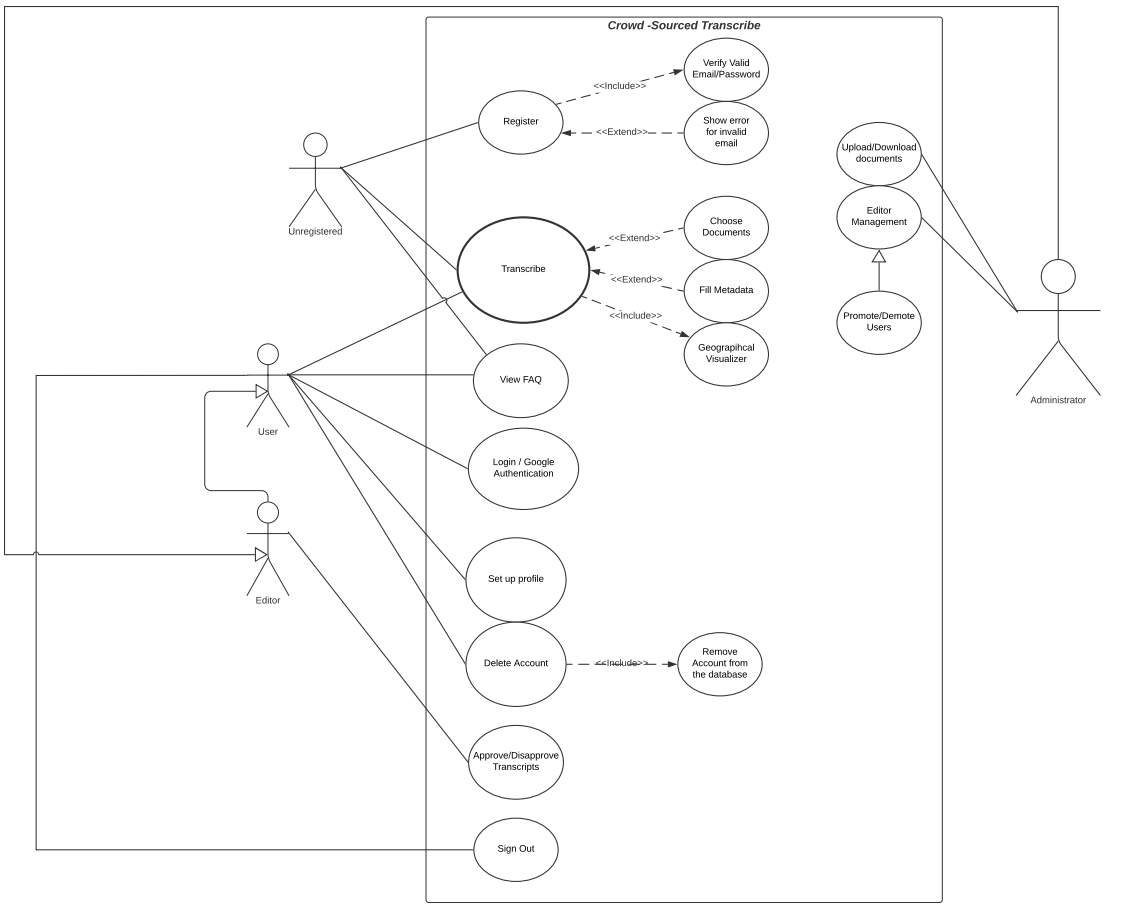 Crowd -Sourced Transcribe
Verify Valid
Email/Password
<<Include>>
Register
Show error
for invalid
email
<<Extend>>
Upload/Download
documents
Unregistered
Editor
Management
Choose
Documents
<<Extend>>
Transcribe
<<Extend>>
Fill Metadata
<<Include>>
Promote/Demote
Users
Geograpihcal
Visualizer
View FAQ
Administrator
User
Login / Google
Authentication
Set up profile
Editor
Delete Account
<<Include>>
Remove
Account from
the database
Approve/Disapprove
Transcripts
Sign Out